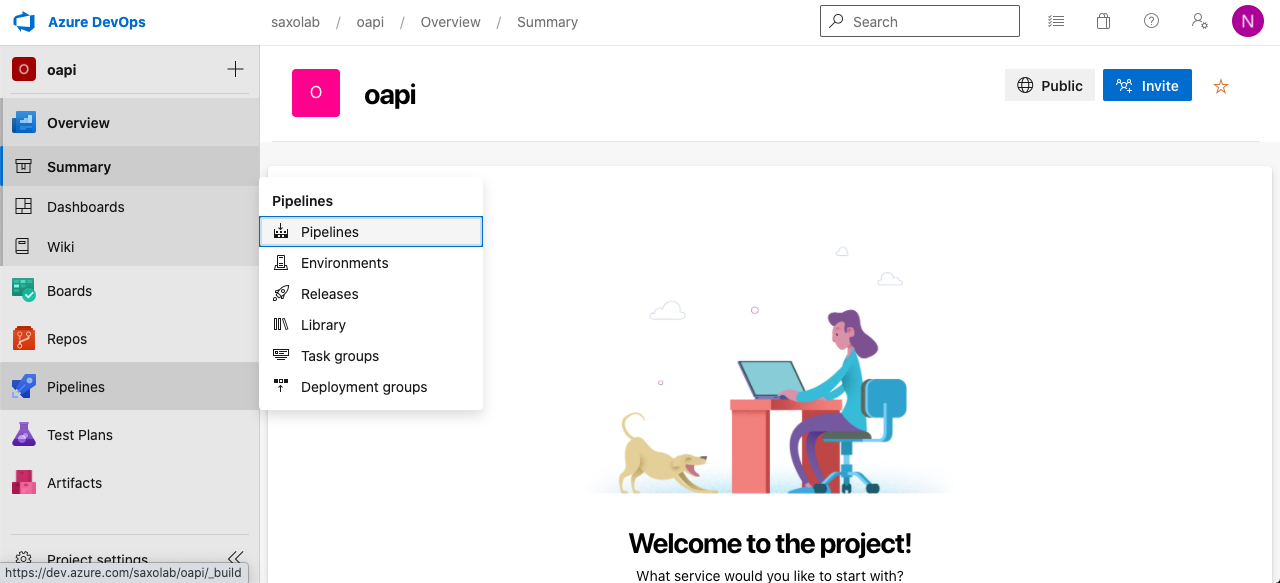 Azure DevOps
saxolab / oapi / Overview / Summary
Search
N
O oapi
Overview
Summary
Dashboards
Wiki
Boards
Repos
Pipelines
Test Plans
Artifacts
Project settings
https://dev.azure.com/saxolab/oapi/_build
Pipelines
Pipelines
Environments
Releases
Library
Task groups
Deployment groups
O oapi
Public
Invite
Welcome to the project!
What service would you like to start with?